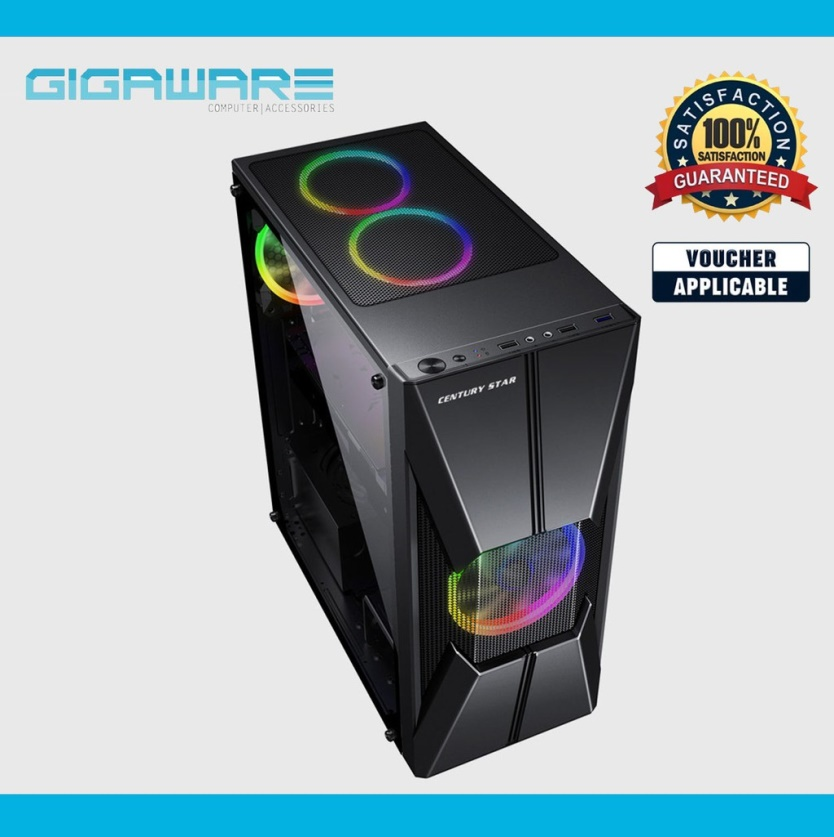 GIGAWARE
COMPUTER|ACCESSORIES
SATISFACTION
100%
SATISFACTION
GUARANTEED
VOUCHER
APPLICABLE
CENTURY STAR